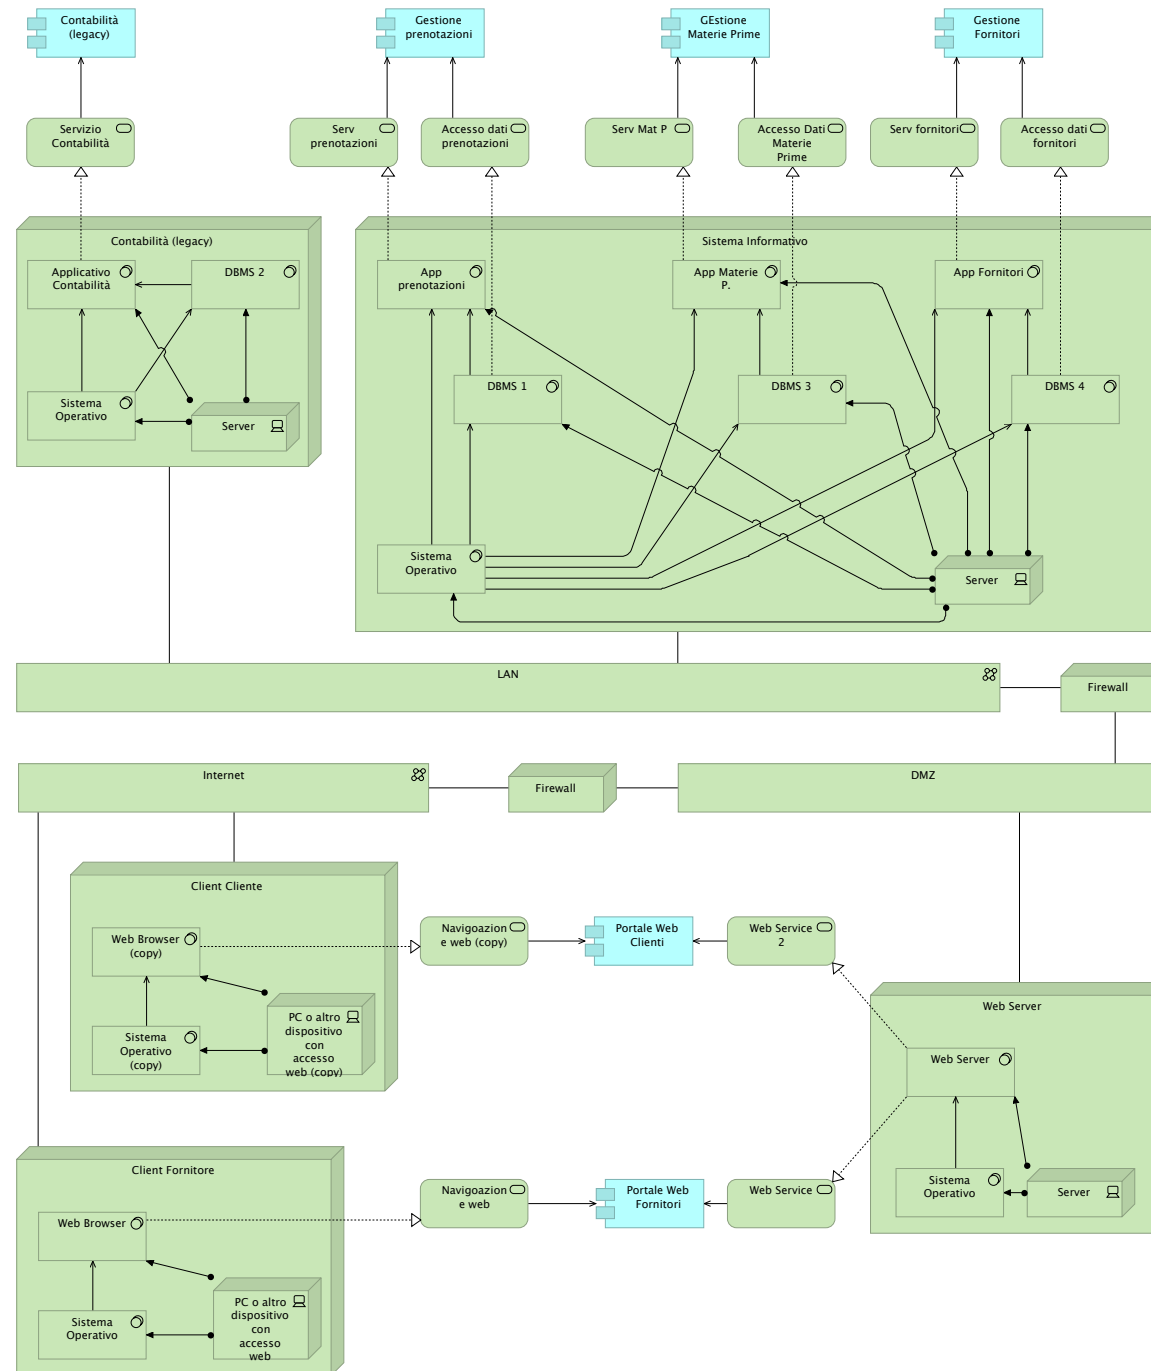 Contabilità
(legacy)
Gestione
prenotazioni
GEstione
Materie Prime
Gestione
Fornitori
Servizio
Contabilità
Serv
prenotazioni
Accesso dati
prenotazioni
Serv Mat P
Accesso Dati
Materie
Prime
Serv fornitori
Accesso dati
fornitori
Contabilità (legacy)
Applicativo
Contabilità
DBMS 2
Sistema
Operativo
Server
Sistema Informativo
App
prenotazioni
App Materie
P.
App Fornitori
DBMS 1
DBMS 3
DBMS 4
Sistema
Operativo
Server
LAN
Firewall
Internet
Firewall
DMZ
Client Cliente
Web Browser
(copy)
Sistema
Operativo
(copy)
PC o altro
dispositivo
con
accesso
web (copy)
Navigoazion
e web (copy)
Portale Web
Clienti
Web Service
2
Web Server
Web Server
Sistema
Operativo
Server
Client Fornitore
Web Browser
Sistema
Operativo
PC o altro
dispositivo
con
accesso
web
Navigoazion
e web
Portale Web
Fornitori
Web Service